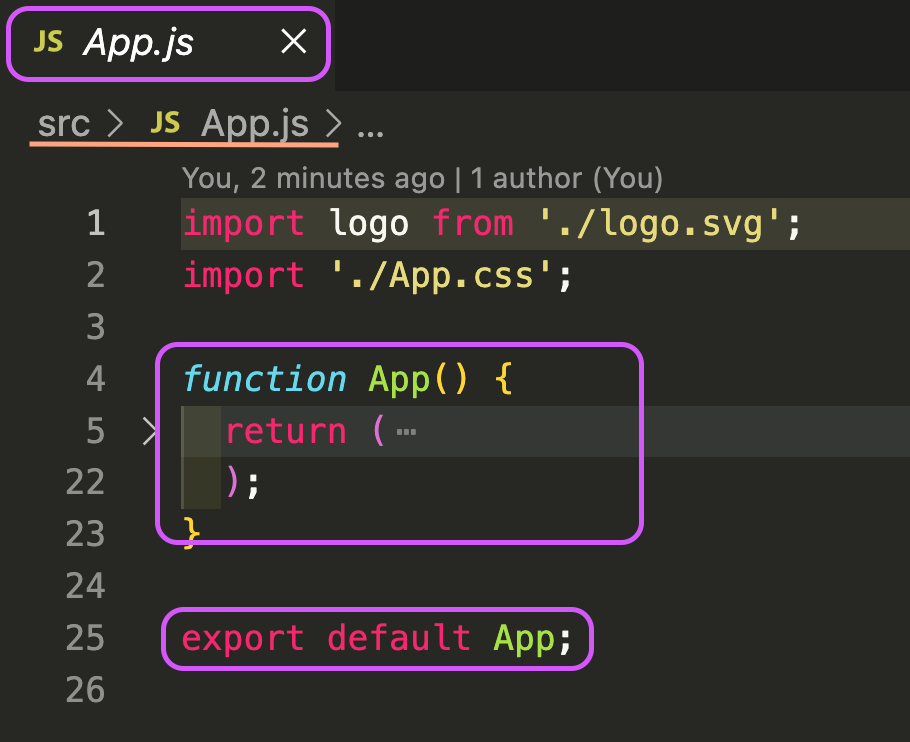 JS App.js ×
src > JS App.js > ...
You, 2 minutes ago | 1 author (You)
1 import logo from './logo.svg';
2 import './App.css';
3
4 function App() {
5 return ( ⋯
22 );
23 }
24
25 export default App;
26